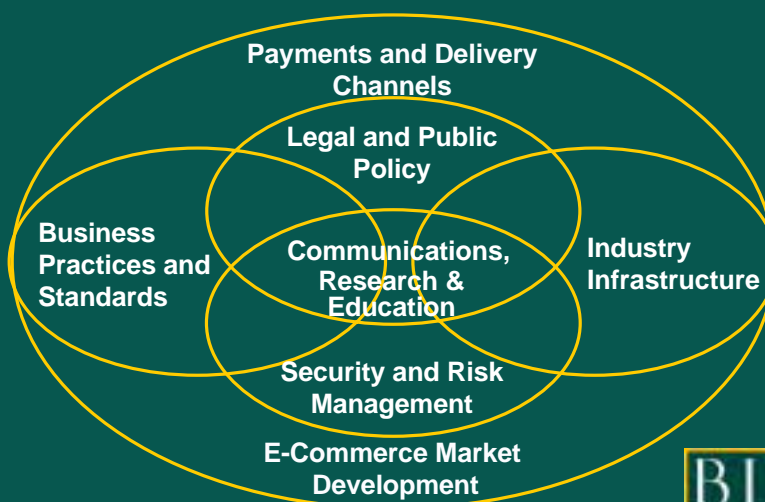 Payments and Delivery
Channels
Legal and Public
Policy
Business
Practices and
Standards
Communications,
Research &
Education
Industry
Infrastructure
Security and Risk
Management
E-Commerce Market
Development